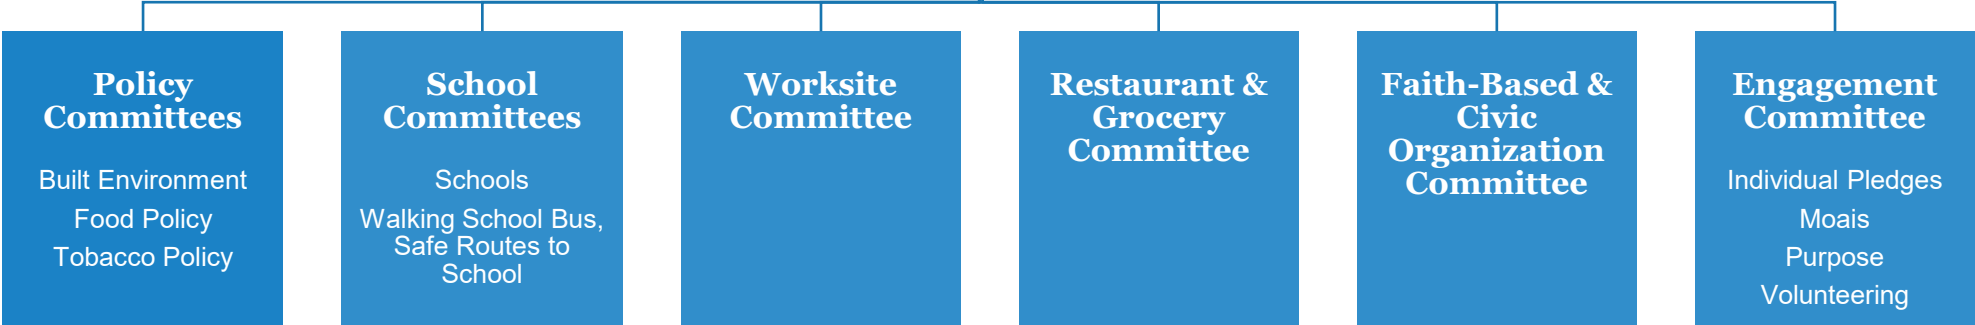 Policy
Committees
Built Environment
Food Policy
Tobacco Policy
School
Committees
Schools
Walking School Bus,
Safe Routes to
School
Worksite
Committee
Restaurant &
Grocery
Committee
Faith-Based &
Civic
Organization
Committee
Engagement
Committee
Individual Pledges
Moais
Purpose
Volunteering